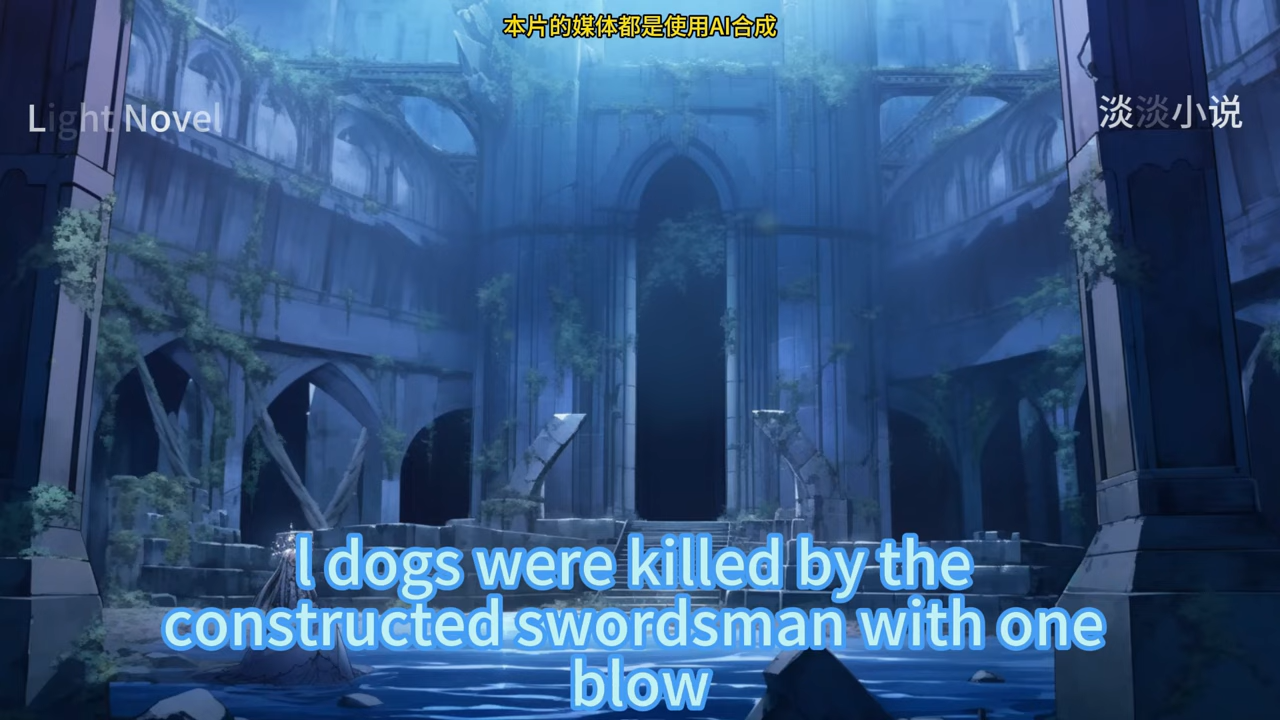 本片的媒体都是使用AI合成
Light Novel
淡淡小说
l dogs were killed by the
constructed swordsman with one
blow